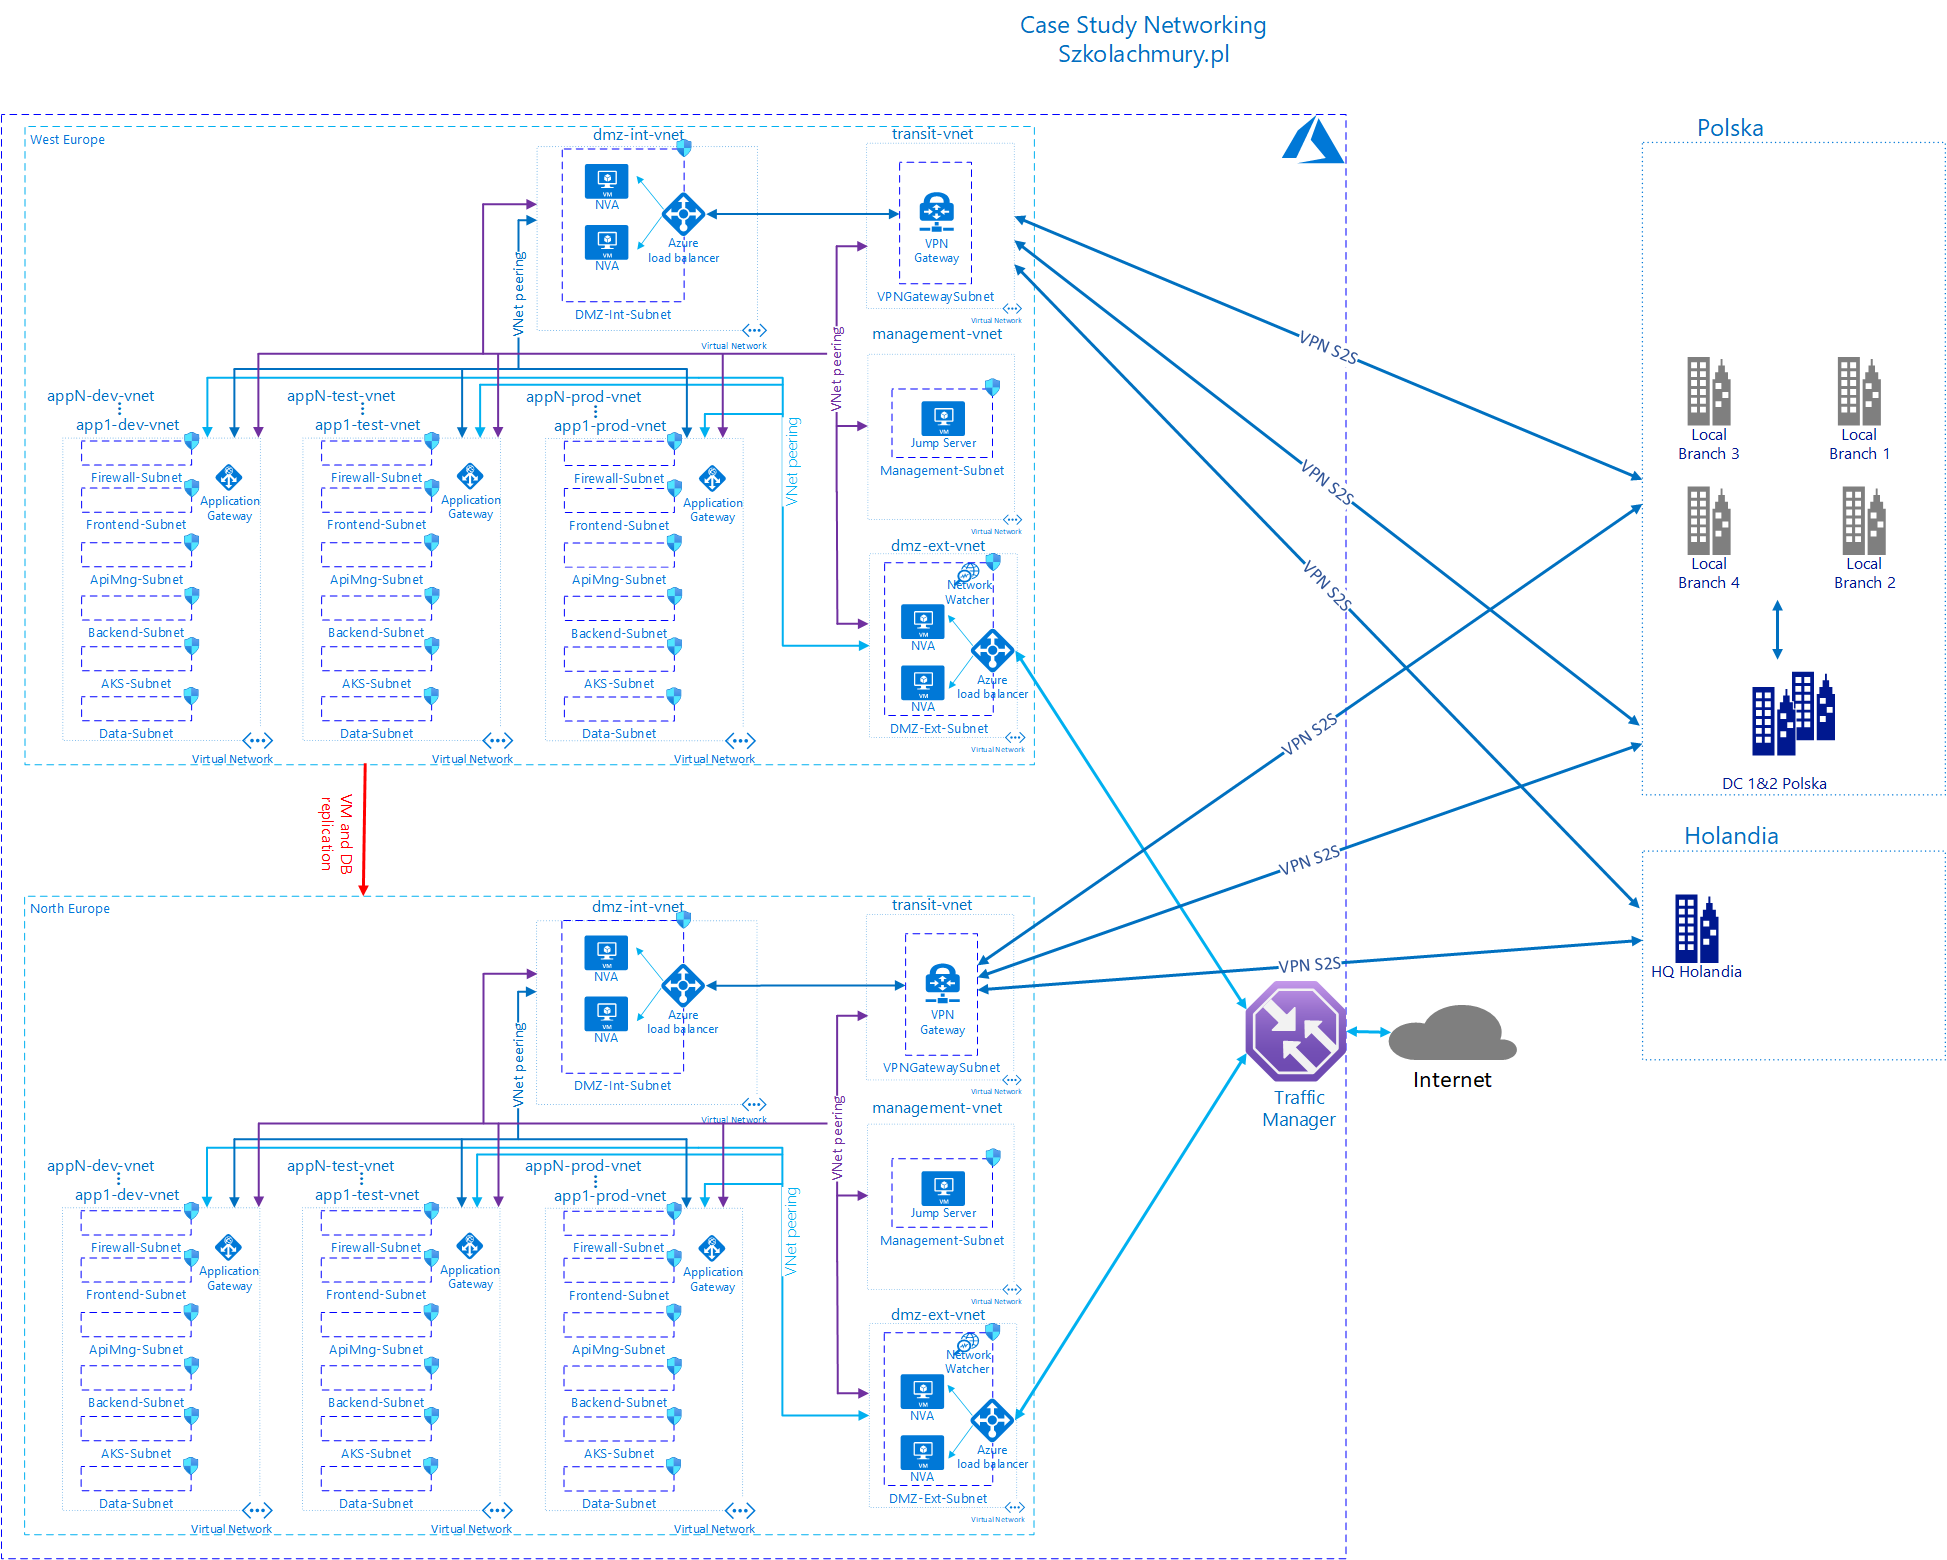 Case Study Networking
Szkolachmury.pl
West Europe
dmz-int-vnet
NVA
NVA
Azure
load balancer
DMZ-Int-Subnet
Virtual Network
transit-vnet
VPN
Gateway
VPNGatewaySubnet
Virtual Network
VNet peering
VNet peering
VNet peering
management-vnet
Jump Server
Management-Subnet
Virtual Network
dmz-ext-vnet
Network
Watcher
NVA
NVA
Azure
load balancer
DMZ-Ext-Subnet
Virtual Network
appN-dev-vnet
app1-dev-vnet
Firewall-Subnet
Frontend-Subnet
ApiMng-Subnet
Backend-Subnet
AKS-Subnet
Data-Subnet
Application
Gateway
Virtual Network
appN-test-vnet
app1-test-vnet
Firewall-Subnet
Frontend-Subnet
ApiMng-Subnet
Backend-Subnet
AKS-Subnet
Data-Subnet
Application
Gateway
Virtual Network
appN-prod-vnet
app1-prod-vnet
Firewall-Subnet
Frontend-Subnet
ApiMng-Subnet
Backend-Subnet
AKS-Subnet
Data-Subnet
Application
Gateway
Virtual Network
VM and DB
replication
North Europe
dmz-int-vnet
NVA
NVA
Azure
load balancer
DMZ-Int-Subnet
Virtual Network
transit-vnet
VPN
Gateway
VPNGatewaySubnet
Virtual Network
VNet peering
VNet peering
VNet peering
management-vnet
Jump Server
Management-Subnet
Virtual Network
dmz-ext-vnet
Network
Watcher
NVA
NVA
Azure
load balancer
DMZ-Ext-Subnet
Virtual Network
appN-dev-vnet
app1-dev-vnet
Firewall-Subnet
Frontend-Subnet
ApiMng-Subnet
Backend-Subnet
AKS-Subnet
Data-Subnet
Application
Gateway
Virtual Network
appN-test-vnet
app1-test-vnet
Firewall-Subnet
Frontend-Subnet
ApiMng-Subnet
Backend-Subnet
AKS-Subnet
Data-Subnet
Application
Gateway
Virtual Network
appN-prod-vnet
app1-prod-vnet
Firewall-Subnet
Frontend-Subnet
ApiMng-Subnet
Backend-Subnet
AKS-Subnet
Data-Subnet
Application
Gateway
Virtual Network
VPN S2S
VPN S2S
VPN S2S
VPN S2S
VPN S2S
VPN S2S
Traffic
Manager
Internet
Polska
Local
Branch 3
Local
Branch 1
Local
Branch 4
Local
Branch 2
DC 1&2 Polska
Holandia
HQ Holandia